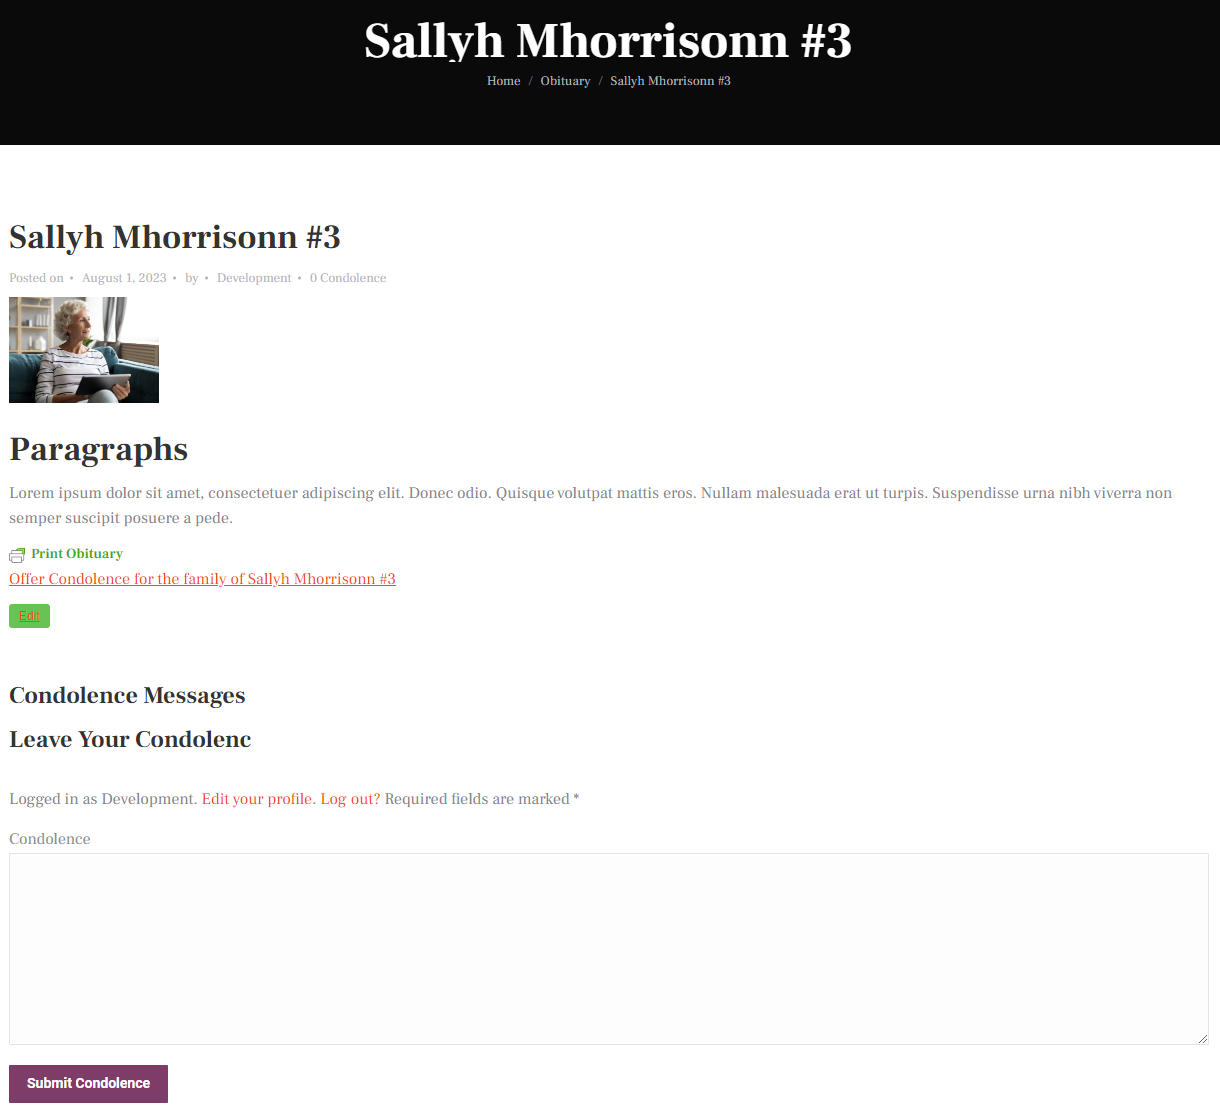 Sallyh Mhorrisonn #3
Home / Obituary / Sallyh Mhorrisonn #3
Sallyh Mhorrisonn #3
Posted on • August 1, 2023 • by • Development • 0 Condolence
Paragraphs
Lorem ipsum dolor sit amet, consectetuer adipiscing elit. Donec odio. Quisque volutpat mattis eros. Nullam malesuada erat ut turpis. Suspendisse urna nibh viverra non
semper suscipit posuere a pede.
Print Obituary
Offer Condolence for the family of Sallyh Mhorrisonn #3
Edit
Condolence Messages
Leave Your Condolenc
Logged in as Development. Edit your profile. Log out? Required fields are marked *
Condolence
Submit Condolence